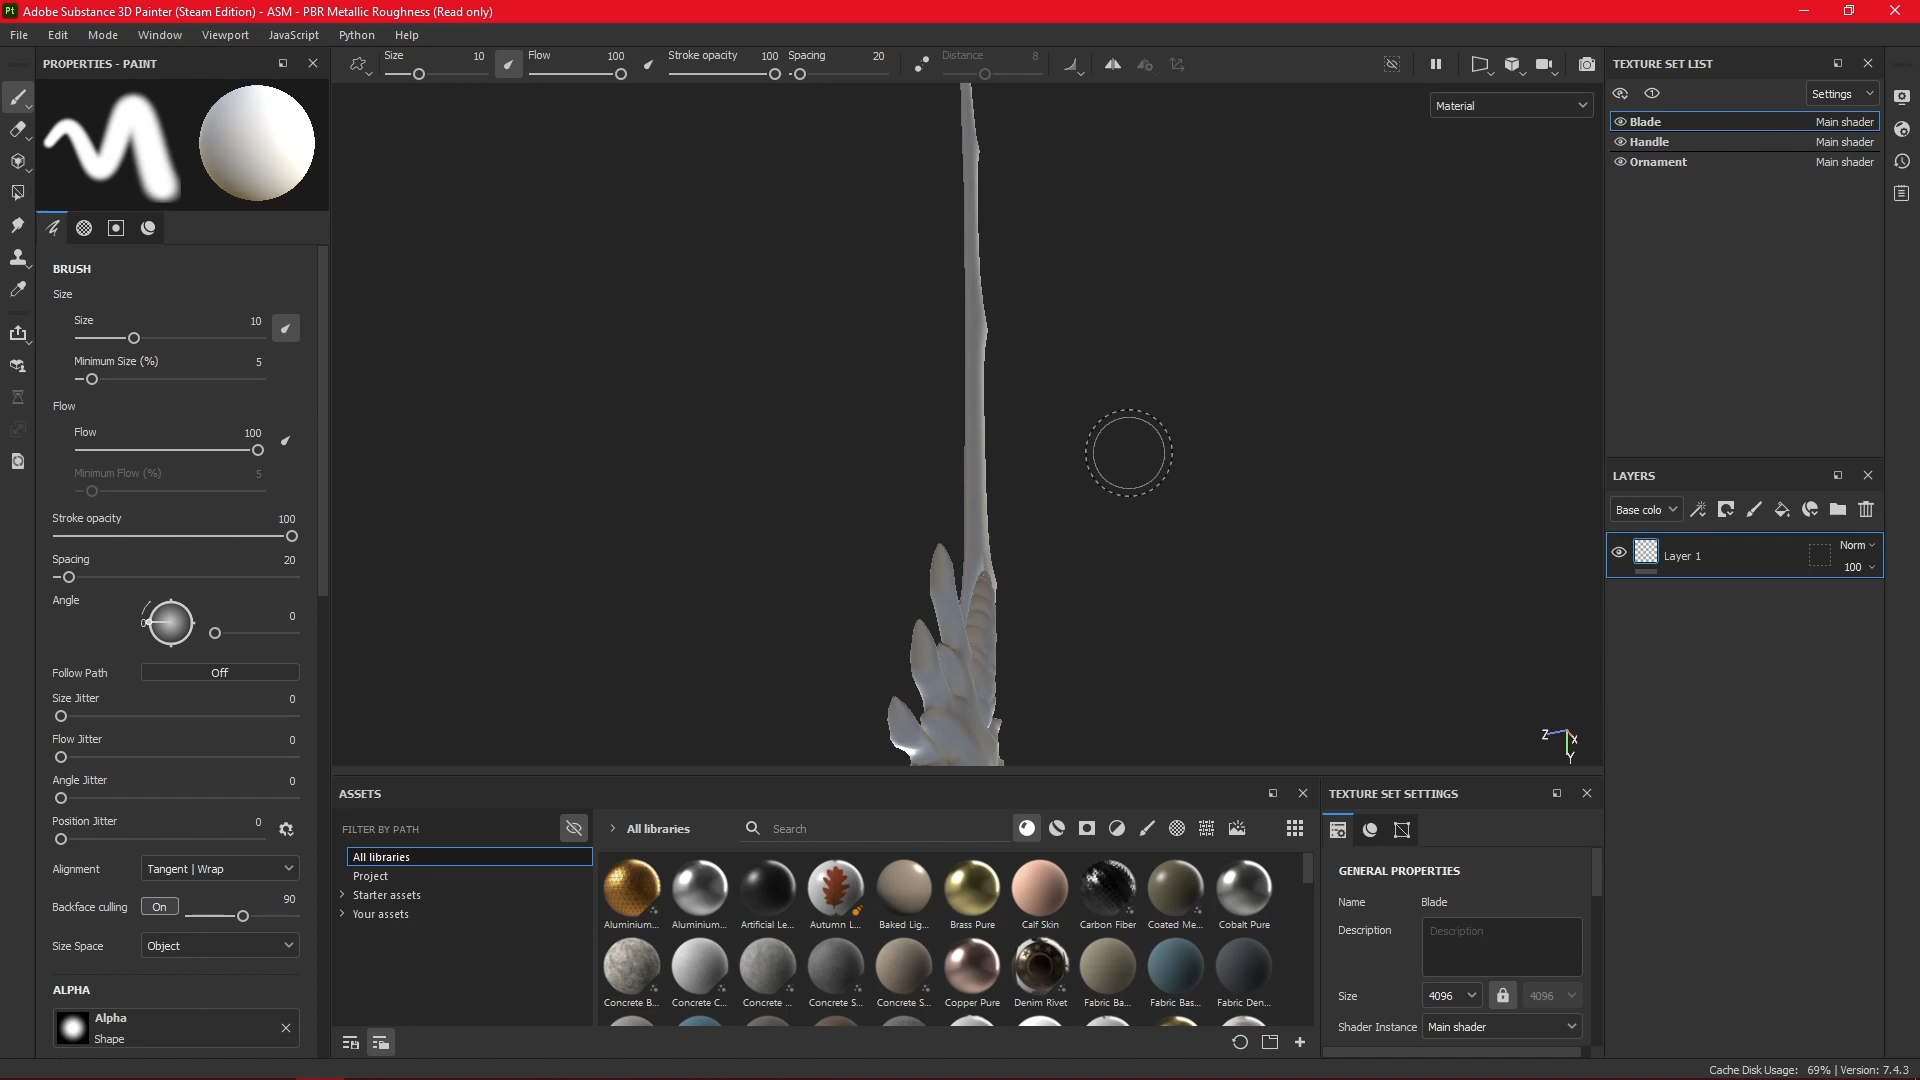 Pt Adobe Substance 3D Painter (Steam Edition) - ASM - PBR Metallic Roughness (Read only)
File Edit Mode Window Viewport JavaScript Python Help
PROPERTIES - PAINT
Size 10 Flow 100 Stroke opacity 100 Spacing 20 Distance 8
Material
BRUSH
Size
Size 10
Minimum Size (%) 5
Flow
Flow 100
Minimum Flow (%) 5
Stroke opacity 100
Spacing 20
Angle 0 0
Follow Path Off
Size Jitter 0
Flow Jitter 0
Angle Jitter 0
Position Jitter 0
Alignment Tangent | Wrap
Backface culling On 90
Size Space Object
ALPHA
Alpha
Shape
Z X
Y
ASSETS
FILTER BY PATH
All libraries
Project
Starter assets
Your assets
All libraries Search
Aluminium... Aluminium... Artificial Le... Autumn L... Baked Lig... Brass Pure Calf Skin Carbon Fiber Coated Me... Cobalt Pure
Concrete B... Concrete C... Concrete ... Concrete S... Concrete S... Copper Pure Denim Rivet Fabric Ba... Fabric Bas... Fabric Den...
TEXTURE SET LIST
Settings
Blade Main shader
Handle Main shader
Ornament Main shader
LAYERS
Base colo
Layer 1 Norm
100
TEXTURE SET SETTINGS
GENERAL PROPERTIES
Name Blade
Description Description
Size 4096 4096
Shader Instance Main shader
Cache Disk Usage: 69% | Version: 7.4.3